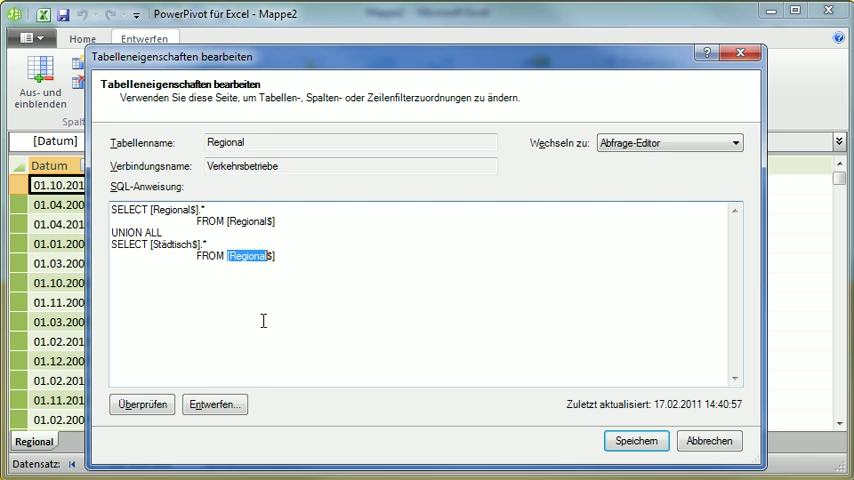 PowerPivot für Excel - Mappe2
Home
Entwerfen
Aus- und
einblenden
Spalt
Tabelleneigenschaften bearbeiten
Tabelleneigenschaften bearbeiten
Verwenden Sie diese Seite, um Tabellen-, Spalten- oder Zeilenfilterzuordnungen zu ändern.
Tabellenname:
Regional
Wechseln zu:
Abfrage-Editor
Verbindungsname:
Verkehrsbetriebe
SQL-Anweisung:
SELECT [Regional$].*
FROM [Regional$]
UNION ALL
SELECT [Städtisch$].*
FROM [Regional$]
[Datum]
Datum
01.10.201
01.04.200
01.04.201
01.01.200
01.03.200
01.10.200
01.11.200
01.03.200
01.02.201
01.12.200
01.02.201
01.11.201
01.02.200
Überprüfen
Entwerfen...
Zuletzt aktualisiert: 17.02.2011 14:40:57
Speichern
Abbrechen
Regional
Datensatz: